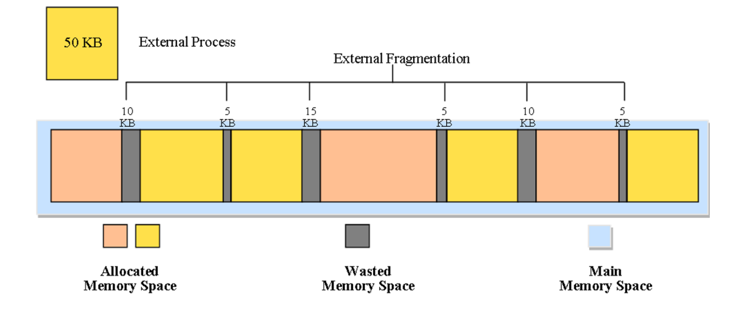 50 KB
External Process
External Fragmentation
10
KB
5
KB
15
KB
5
KB
10
KB
5
KB
Allocated
Memory Space
Wasted
Memory Space
Main
Memory Space